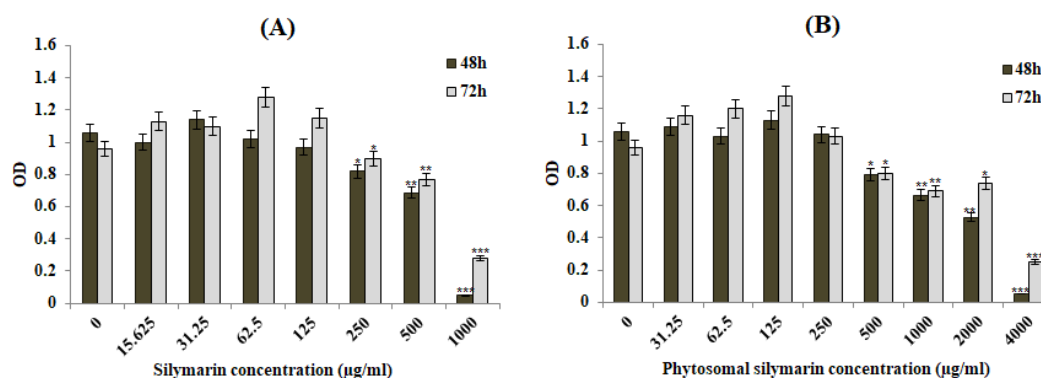 (A)
48h
72h
OD
1.6
1.4
1.2
1
0.8
0.6
0.4
0.2
0
* *
** **
*** ***
0 15.625 31.25 62.5 125 250 500 1000
Silymarin concentration (µg/ml)
(B)
48h
72h
OD
1.6
1.4
1.2
1
0.8
0.6
0.4
0.2
0
* *
** **
** *
*** ***
0 31.25 62.5 125 250 500 1000 2000 4000
Phytosomal silymarin concentration (µg/ml)